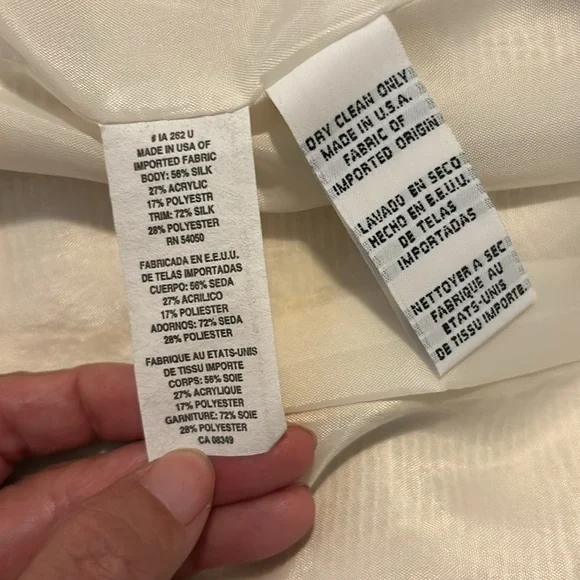 # IA 262 U
MADE IN USA OF
IMPORTED FABRIC
BODY: 56% SILK
27% ACRYLIC
17% POLYESTR
TRIM: 72% SILK
28% POLYESTER
RN 54050
FABRICADA EN E.E.U.U.
DE TELAS IMPORTADAS
CUERPO: 56% SEDA
27% ACRILICO
17% POLIESTER
ADORNOS: 72% SEDA
28% POLIESTER
FABRIQUE AU ETATS-UNIS
DE TISSU IMPORTEE
CORPS: 56% SOIE
27% ACRYLIQUE
17% POLYESTER
GARNITURE: 72% SOIE
28% POLYESTER
CA 08349
DRY CLEAN ONLY
MADE IN U.S.A.
FABRIC OF
IMPORTED ORIGIN
LAVADO EN SECO
HECHO EN E.E.U.U.
DE TELAS
IMPORTADAS
NETTOYER A SEC
FABRIQUE AU
ETATS-UNIS
DE TISSU IMPORTE.